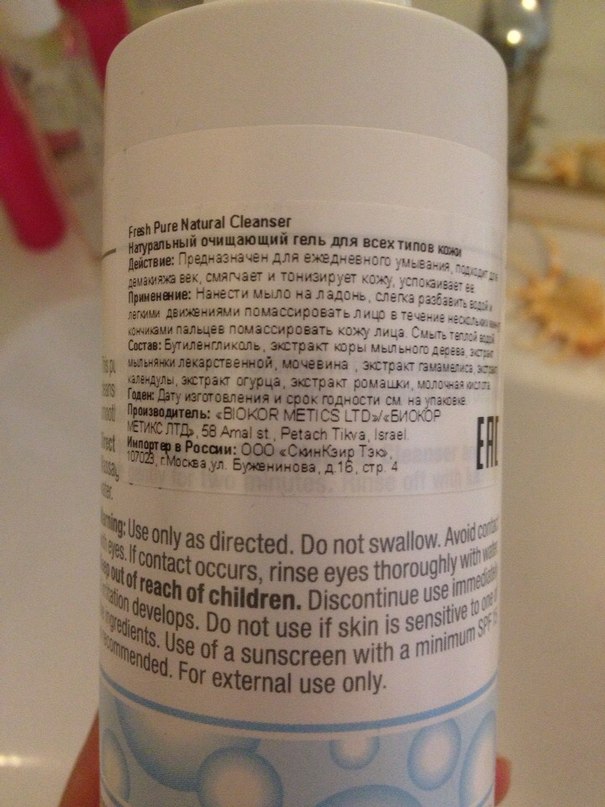 Fresh Pure Natural Cleanser
Натуральный очищающий гель для всех типов кожи
Действие: Предназначен для ежедневного умывания, подходит для
демакияжа век, смягчает и тонизирует кожу, успокаивает ее
Применение: Нанести мыло на ладонь, слегка разбавить водой и
легкими движениями помассировать лицо в течение нескольких минут
кончиками пальцев помассировать кожу лица. Смыть теплой водой
Состав: Бутиленгликоль, экстракт коры мыльного дерева, экстракт
мыльнянки лекарственной, мочевина , экстракт гамамелиса, экстракт
календулы, экстракт огурца, экстракт ромашки, молочная кислота
Годен: Дату изготовления и срок годности см. на упаковке
Производитель: «BIOKOR METICS LTD»/«БИОКОР
МЕТИКС ЛТД», 58 Amal st., Petach Tikva, Israel.
Импортер в России: ООО «СкинКэир Тэк»,
107023, г.Москва,ул. Буженинова, д.16, стр. 4
EAC
Use only as directed. Do not swallow. Avoid contact
eyes. If contact occurs, rinse eyes thoroughly with water
out of reach of children. Discontinue use immediately
develops. Do not use if skin is sensitive to one of
ingredients. Use of a sunscreen with a minimum SPF
For external use only.